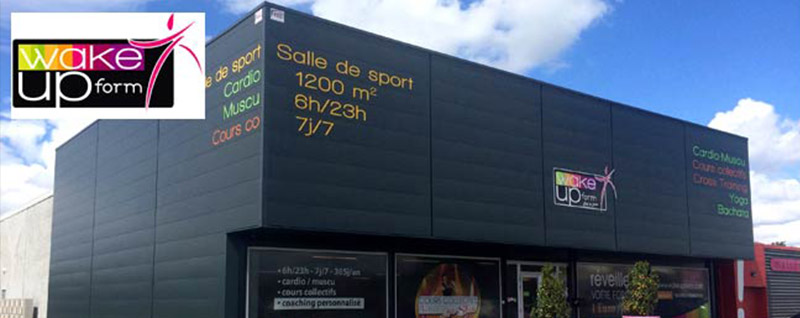 wake
up form
de sport
Cardio
Muscu
Cours co
Salle de sport
1200 m²
6h/23h
7j/7
wake
up form
Cardio Muscu
Cours collectifs
Cross Training
Yoga
Bachata
• 6h/23h - 7j/7 - 365j/an
• cardio / muscu
• cours collectifs
• coaching personnalisé
réveille
VOTRE